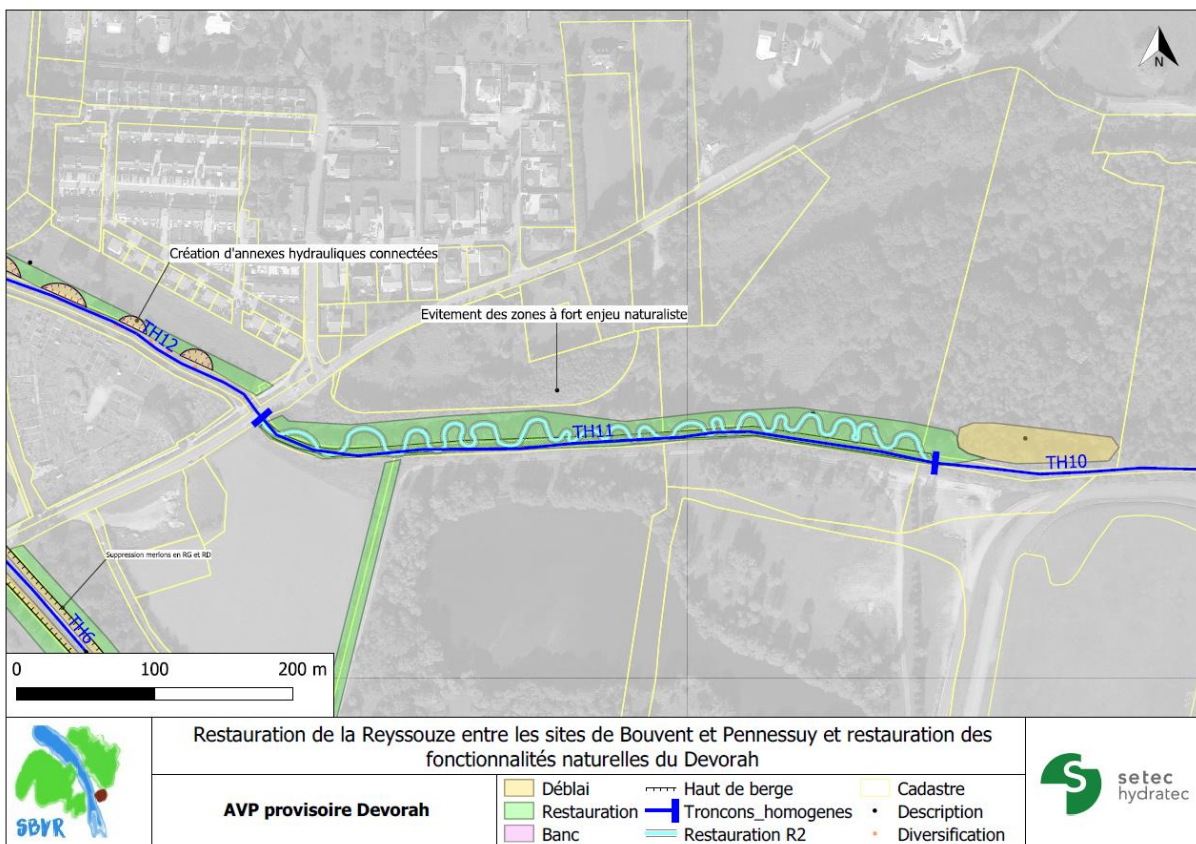 N
Création d'annexes hydrauliques connectées
Evitement des zones à fort enjeu naturaliste
TH12
TH11
TH10
Suppression merlons en RG et RD
TH6
0 100 200 m
Restauration de la Reyssouze entre les sites de Bouvent et Pennessuy et restauration des
fonctionnalités naturelles du Devorah
AVP provisoire Devorah
Déblai
Restauration
Banc
Haut de berge
Troncons_homogenes
Restauration R2
Cadastre
Description
Diversification
SBVR
setec
hydratec